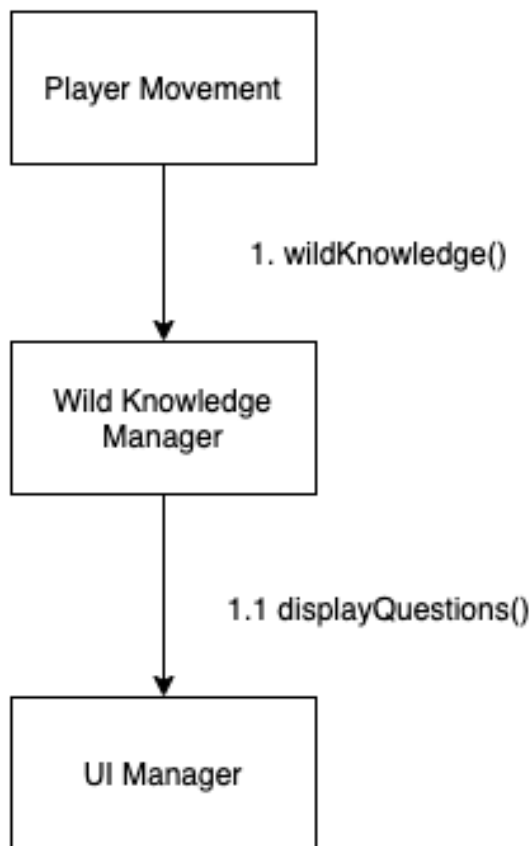 Player Movement
1. wildKnowledge()
Wild Knowledge
Manager
1.1 displayQuestions()
UI Manager